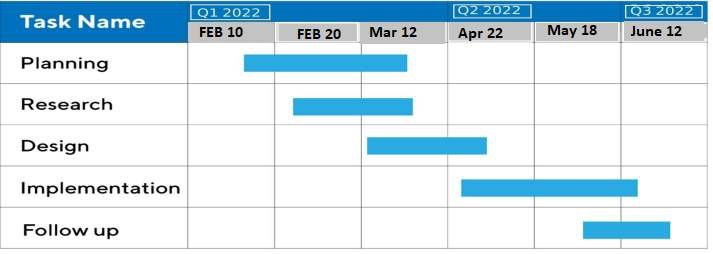 Task Name
Q1 2022 Q2 2022 Q3 2022
FEB 10 FEB 20 Mar 12 Apr 22 May 18 June 12
Planning
Research
Design
Implementation
Follow up